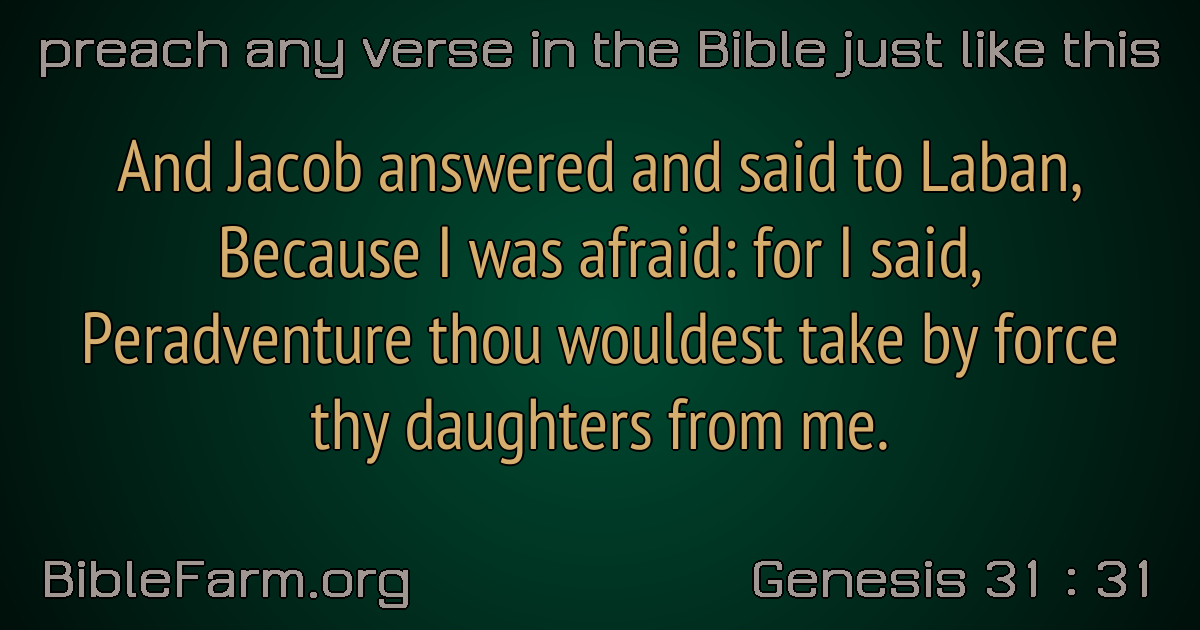 preach any verse in the Bible just like this
And Jacob answered and said to Laban,
Because I was afraid: for I said,
Peradventure thou wouldest take by force
thy daughters from me.
BibleFarm.org
Genesis 31 : 31